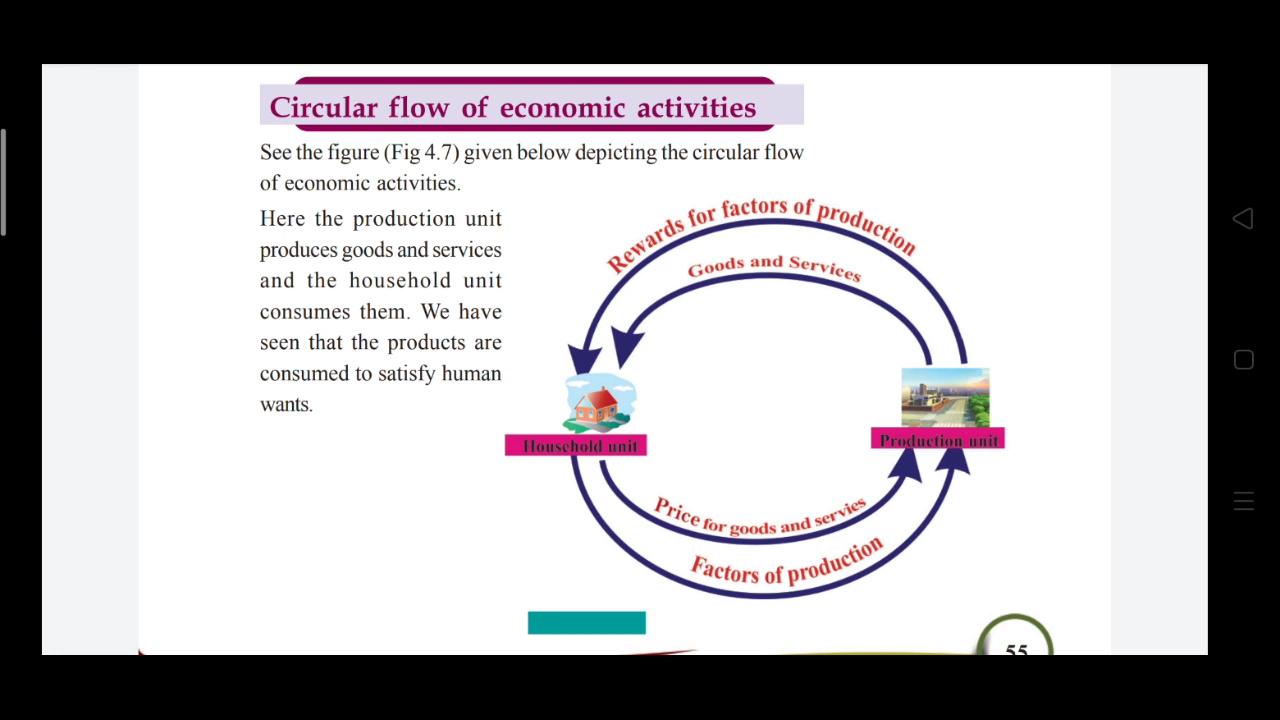 Circular flow of economic activities
See the figure (Fig 4.7) given below depicting the circular flow
of economic activities.
Here the production unit
produces goods and services
and the household unit
consumes them. We have
seen that the products are
consumed to satisfy human
wants.
Rewards for factors of production
Goods and Services
Household unit
Production unit
Price for goods and servies
Factors of production
55